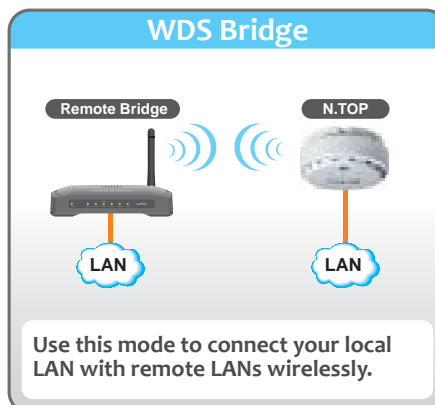 WDS Bridge
Remote Bridge
N.TOP
LAN
LAN
Use this mode to connect your local
LAN with remote LANs wirelessly.